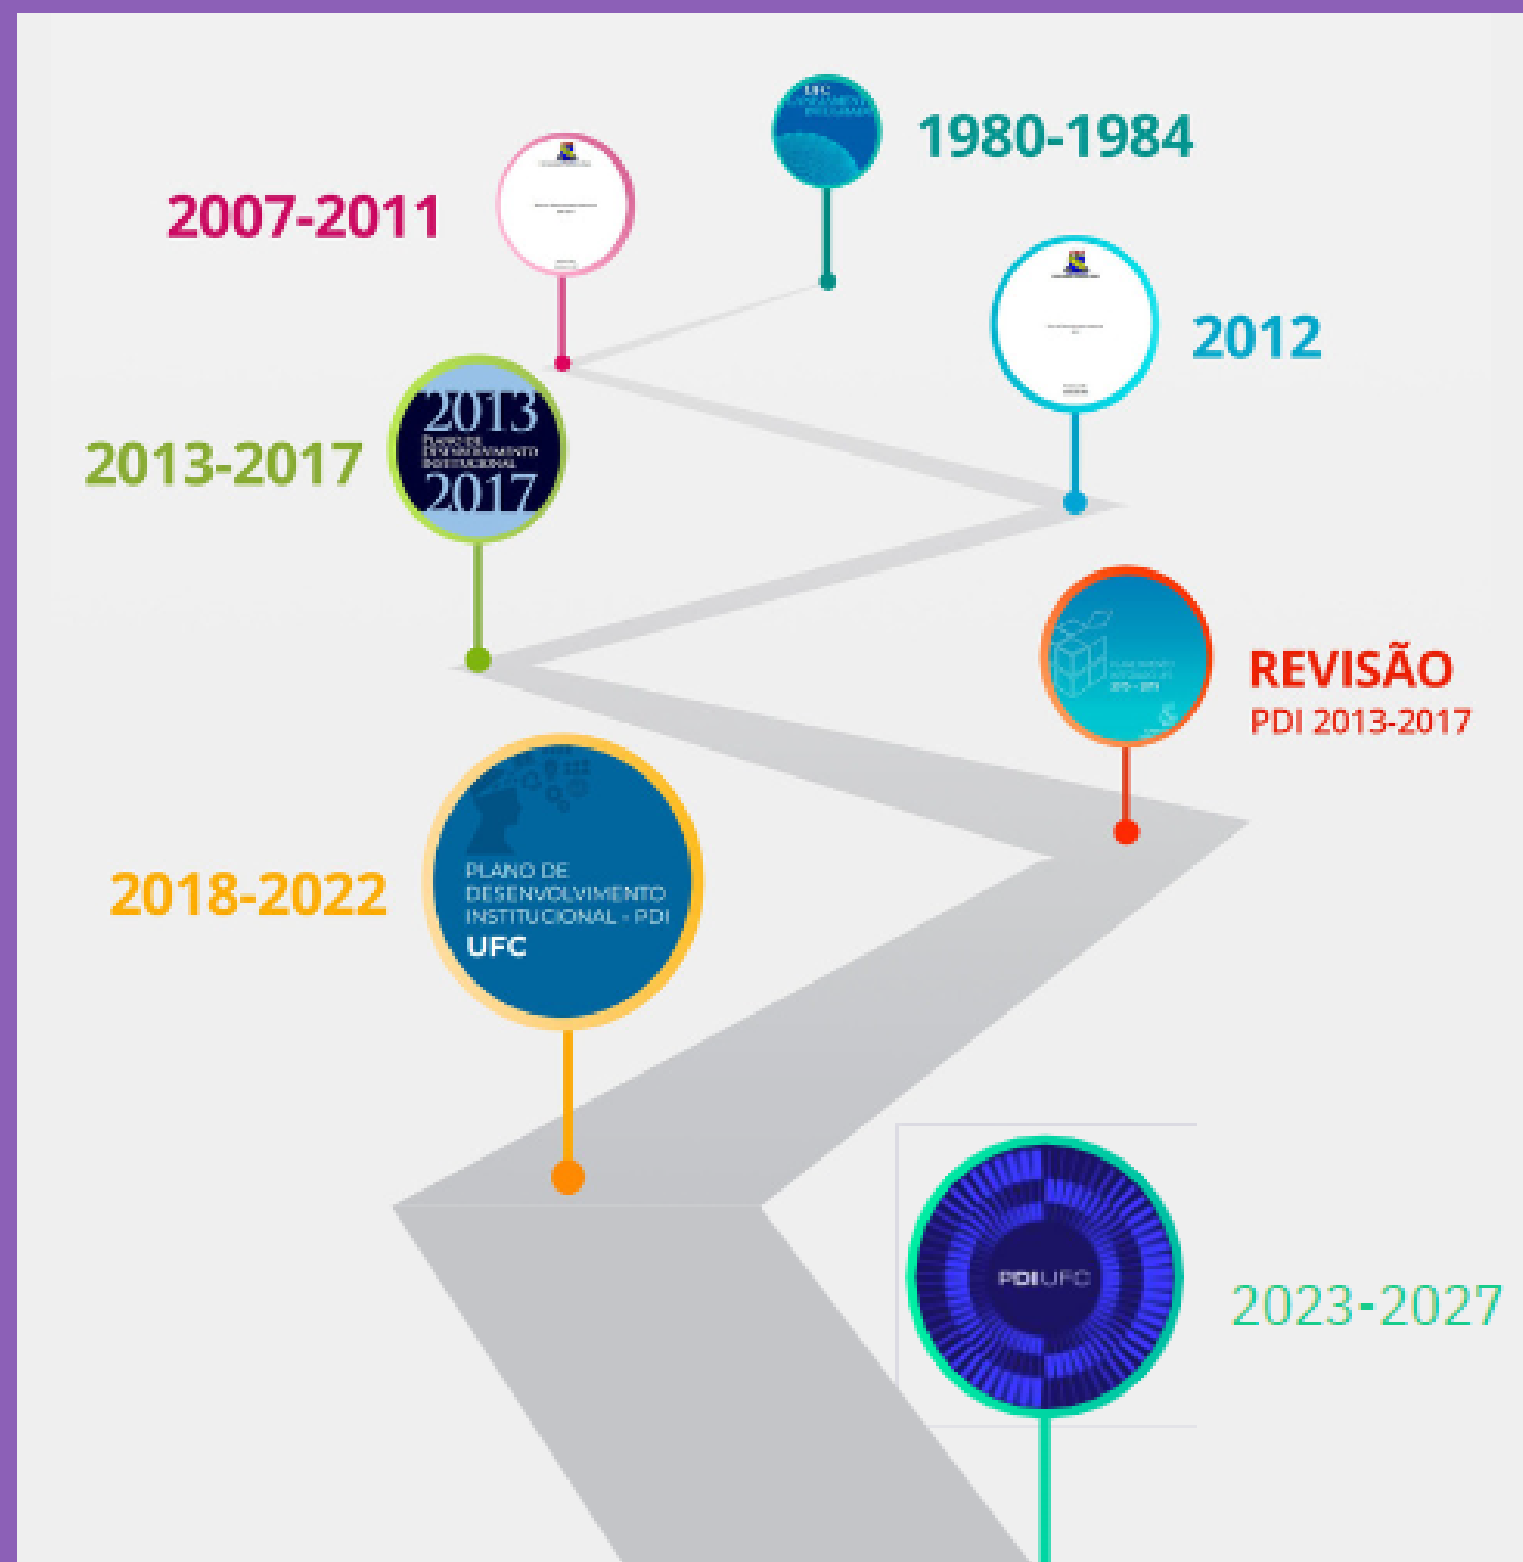 UFC
1980-1984
2007-2011
2012
2013
PLANO DE
DESENVOLVIMENTO
INSTITUCIONAL
2017
2013-2017
REVISÃO
PDI 2013-2017
PLANO DE
DESENVOLVIMENTO
INSTITUCIONAL - PDI
UFC
2018-2022
PDIUFC
2023-2027